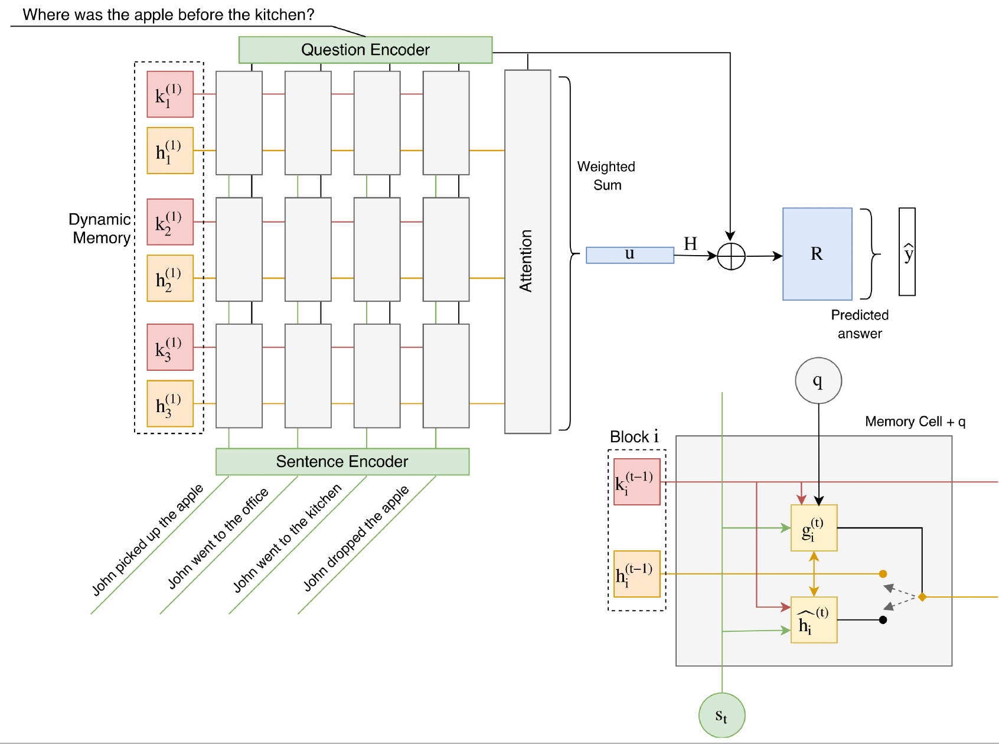 Where was the apple before the kitchen?
Question Encoder
k₁⁽¹⁾
h₁⁽¹⁾
Dynamic
Memory
k₂⁽¹⁾
h₂⁽¹⁾
k₃⁽¹⁾
h₃⁽¹⁾
Attention
Weighted
Sum
u
H
R
ŷ
Predicted
answer
Sentence Encoder
John picked up the apple
John went to the office
John went to the kitchen
John dropped the apple
q
Memory Cell + q
Block i
kᵢ⁽ᵗ⁻¹⁾
gᵢ⁽ᵗ⁾
hᵢ⁽ᵗ⁻¹⁾
ĥᵢ⁽ᵗ⁾
sₜ